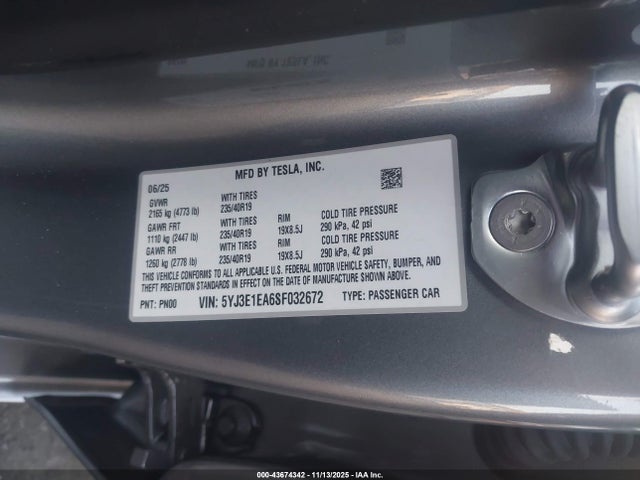 MFD BY TESLA, INC.
06/25
GVWR WITH TIRES
2165 kg (4773 lb) 235/40R19
GAWR FRT WITH TIRES RIM COLD TIRE PRESSURE
1110 kg (2447 lb) 235/40R19 19X8.5J 290 kPa, 42 psi
GAWR RR WITH TIRES RIM COLD TIRE PRESSURE
1260 kg (2778 lb) 235/40R19 19X8.5J 290 kPa, 42 psi
THIS VEHICLE CONFORMS TO ALL APPLICABLE U.S. FEDERAL MOTOR VEHICLE SAFETY, BUMPER, AND
THEFT PREVENTION STANDARDS IN EFFECT ON THE DATE OF MANUFACTURE SHOWN ABOVE.
PNT: PN00 VIN: 5YJ3E1EA6SF032672 TYPE: PASSENGER CAR
000-43674342 | 11/13/2025 | IAA Inc.